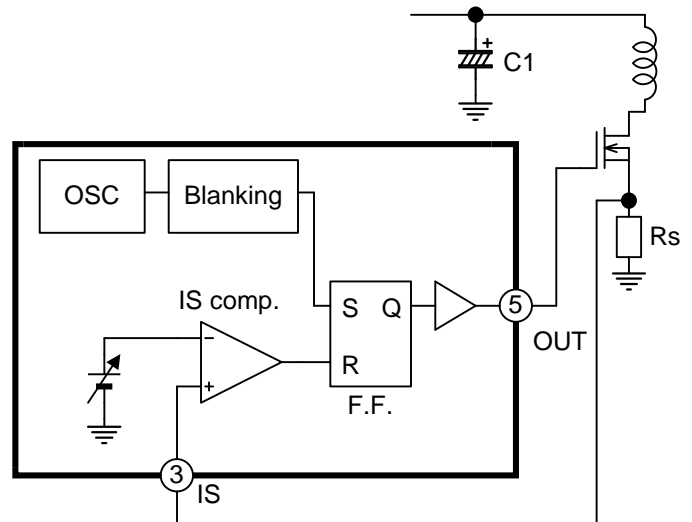 +
C1
OSC
Blanking
Rs
IS comp.
S Q
5
OUT
−
R
+
F.F.
3
IS